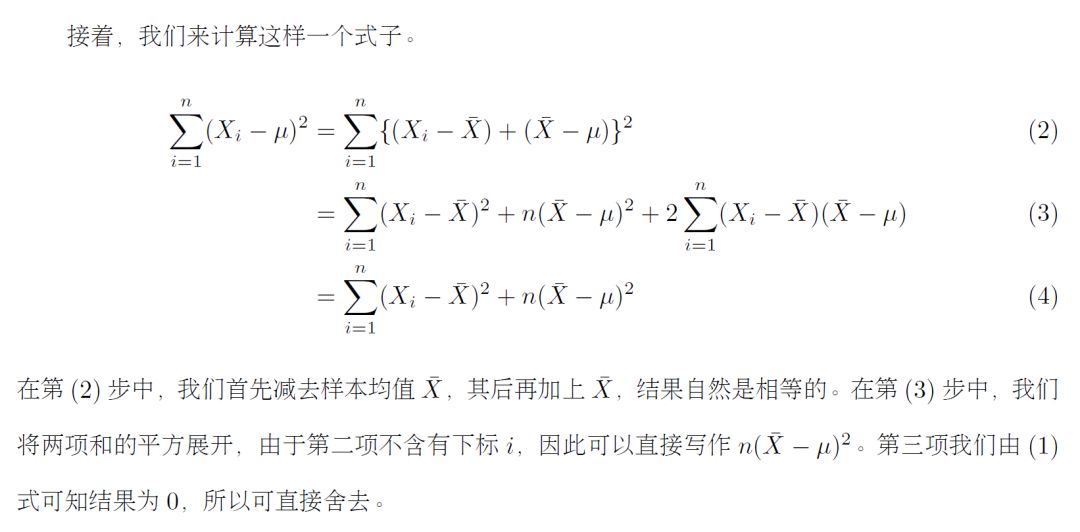 接着，我们来计算这样一个式子。
$\sum_{i=1}^{n}(X_i - \mu)^2 = \sum_{i=1}^{n}\{(X_i - \bar{X}) + (\bar{X} - \mu)\}^2$ (2)
$= \sum_{i=1}^{n}(X_i - \bar{X})^2 + n(\bar{X} - \mu)^2 + 2\sum_{i=1}^{n}(X_i - \bar{X})(\bar{X} - \mu)$ (3)
$= \sum_{i=1}^{n}(X_i - \bar{X})^2 + n(\bar{X} - \mu)^2$ (4)
在第 (2) 步中，我们首先减去样本均值 $\bar{X}$，其后再加上 $\bar{X}$，结果自然是相等的。在第 (3) 步中，我们
将两项和的平方展开，由于第二项不含有下标 $i$，因此可以直接写作 $n(\bar{X} - \mu)^2$。第三项我们由 (1)
式可知结果为 0，所以可直接舍去。